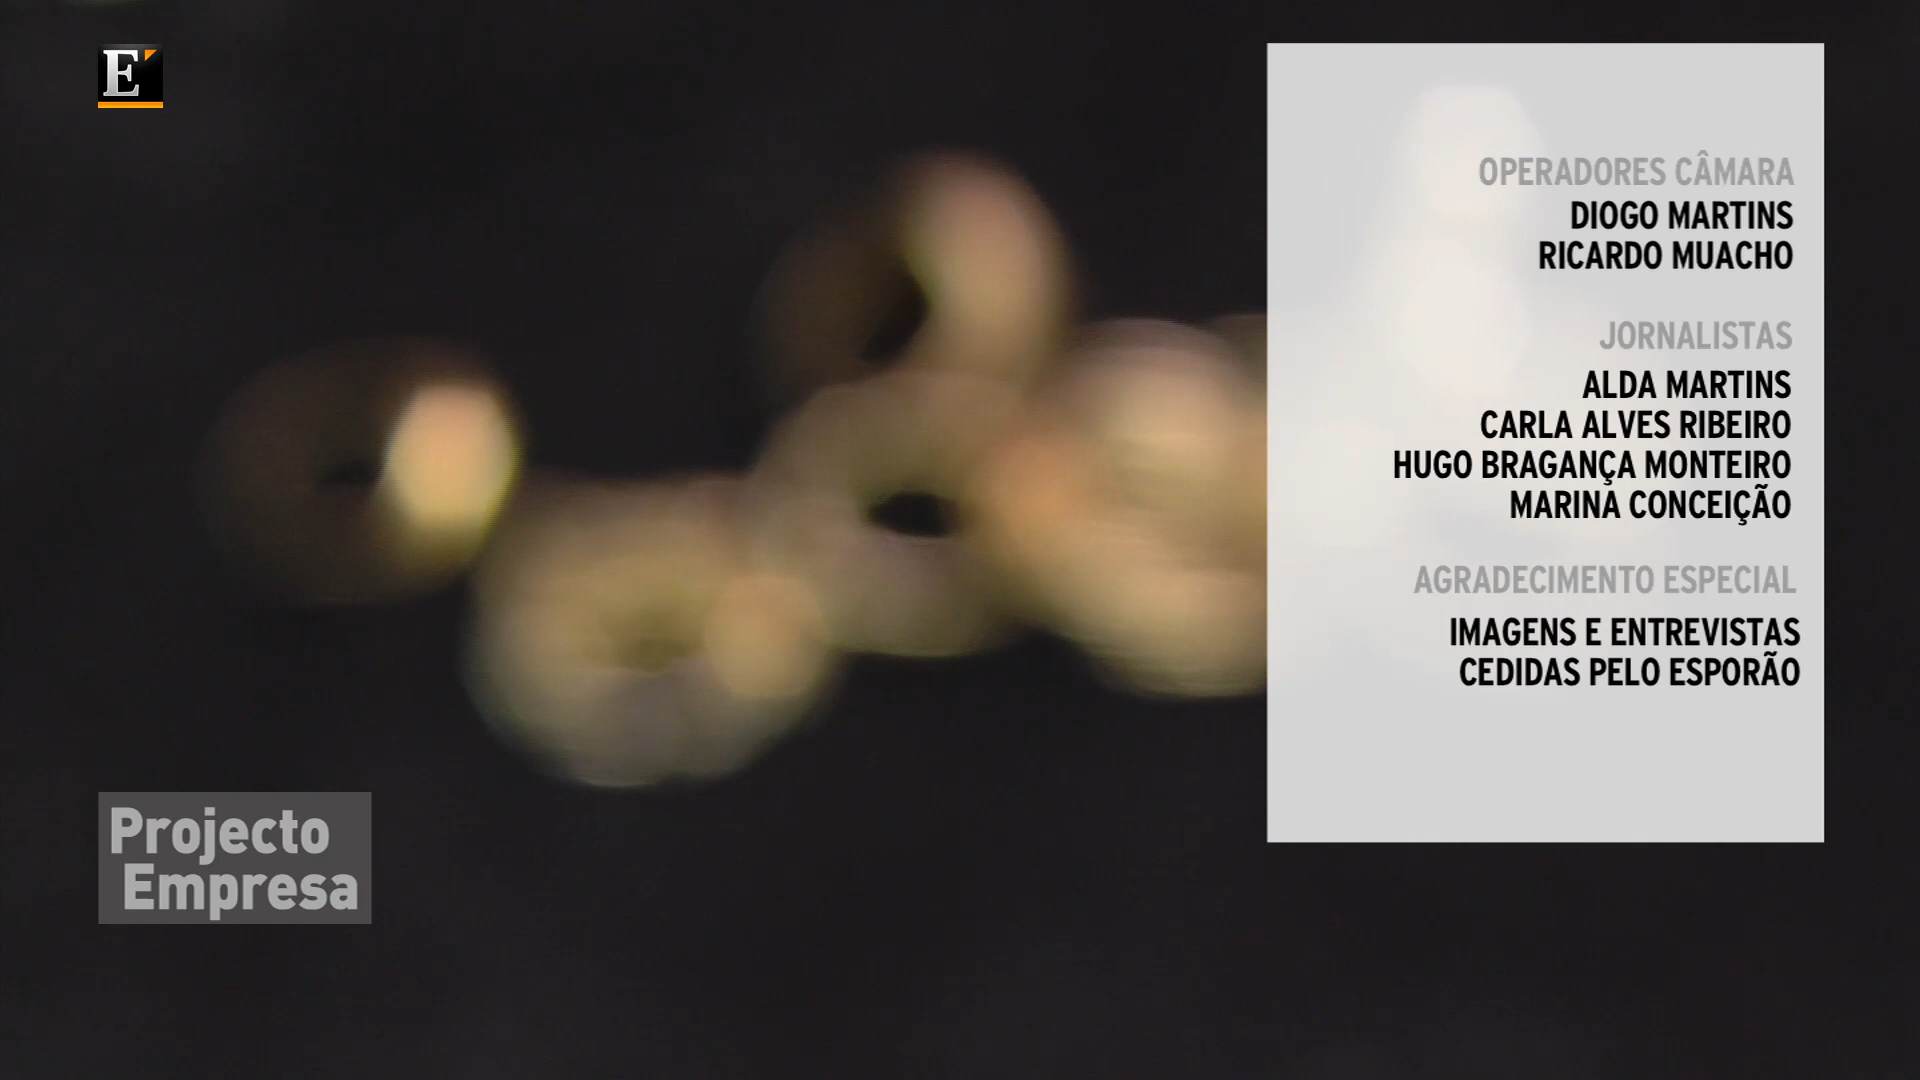 E´
OPERADORES CÂMARA
DIOGO MARTINS
RICARDO MUACHO
JORNALISTAS
ALDA MARTINS
CARLA ALVES RIBEIRO
HUGO BRAGANÇA MONTEIRO
MARINA CONCEIÇÃO
AGRADECIMENTO ESPECIAL
IMAGENS E ENTREVISTAS
CEDIDAS PELO ESPORÃO
Projecto
Empresa